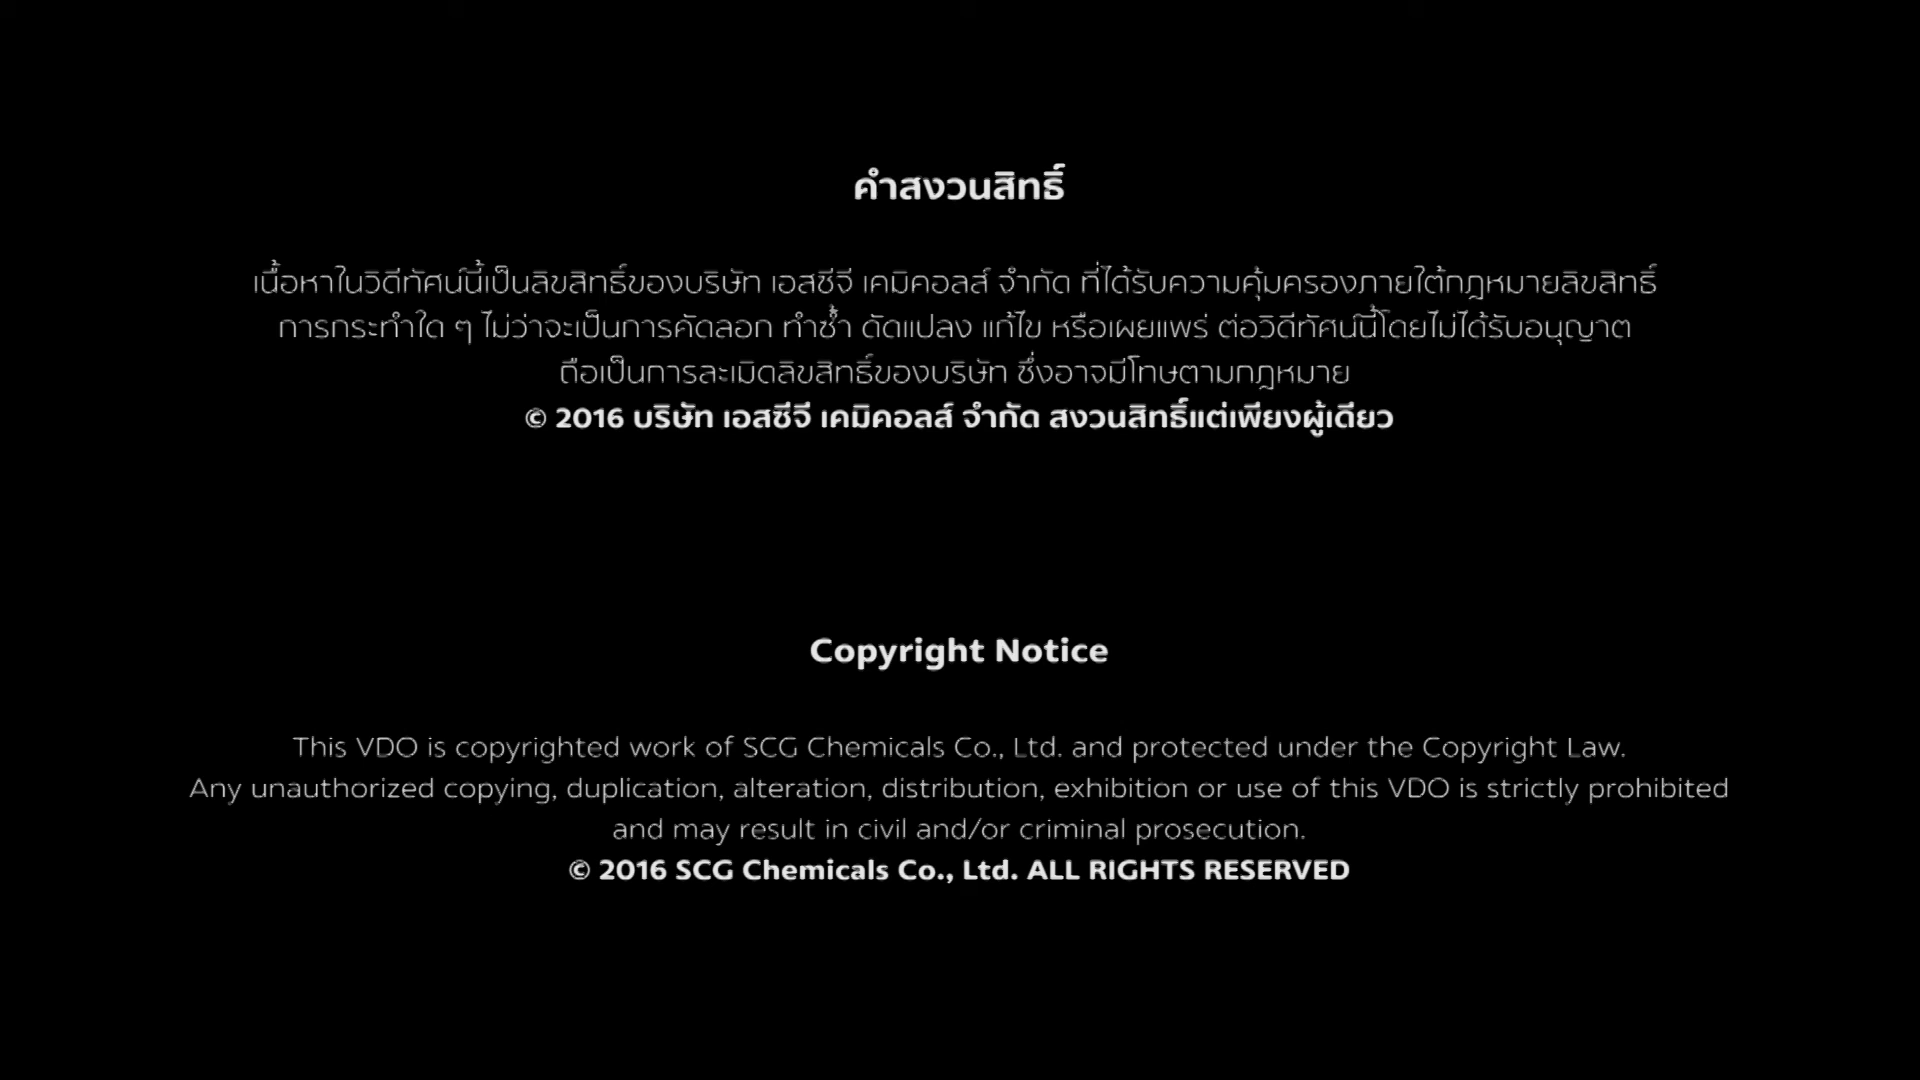 คำสงวนสิทธิ์
เนื้อหาในวิดีทัศน์นี้เป็นลิขสิทธิ์ของบริษัท เอสซีจี เคมิคอลส์ จำกัด ที่ได้รับความคุ้มครองภายใต้กฎหมายลิขสิทธิ์
การกระทำใด ๆ ไม่ว่าจะเป็นการคัดลอก ทำซ้ำ ดัดแปลง แก้ไข หรือเผยแพร่ ต่อวิดีทัศน์นี้โดยไม่ได้รับอนุญาต
ถือเป็นการละเมิดลิขสิทธิ์ของบริษัท ซึ่งอาจมีโทษตามกฎหมาย
© 2016 บริษัท เอสซีจี เคมิคอลส์ จำกัด สงวนสิทธิ์แต่เพียงผู้เดียว
Copyright Notice
This VDO is copyrighted work of SCG Chemicals Co., Ltd. and protected under the Copyright Law.
Any unauthorized copying, duplication, alteration, distribution, exhibition or use of this VDO is strictly prohibited
and may result in civil and/or criminal prosecution.
© 2016 SCG Chemicals Co., Ltd. ALL RIGHTS RESERVED